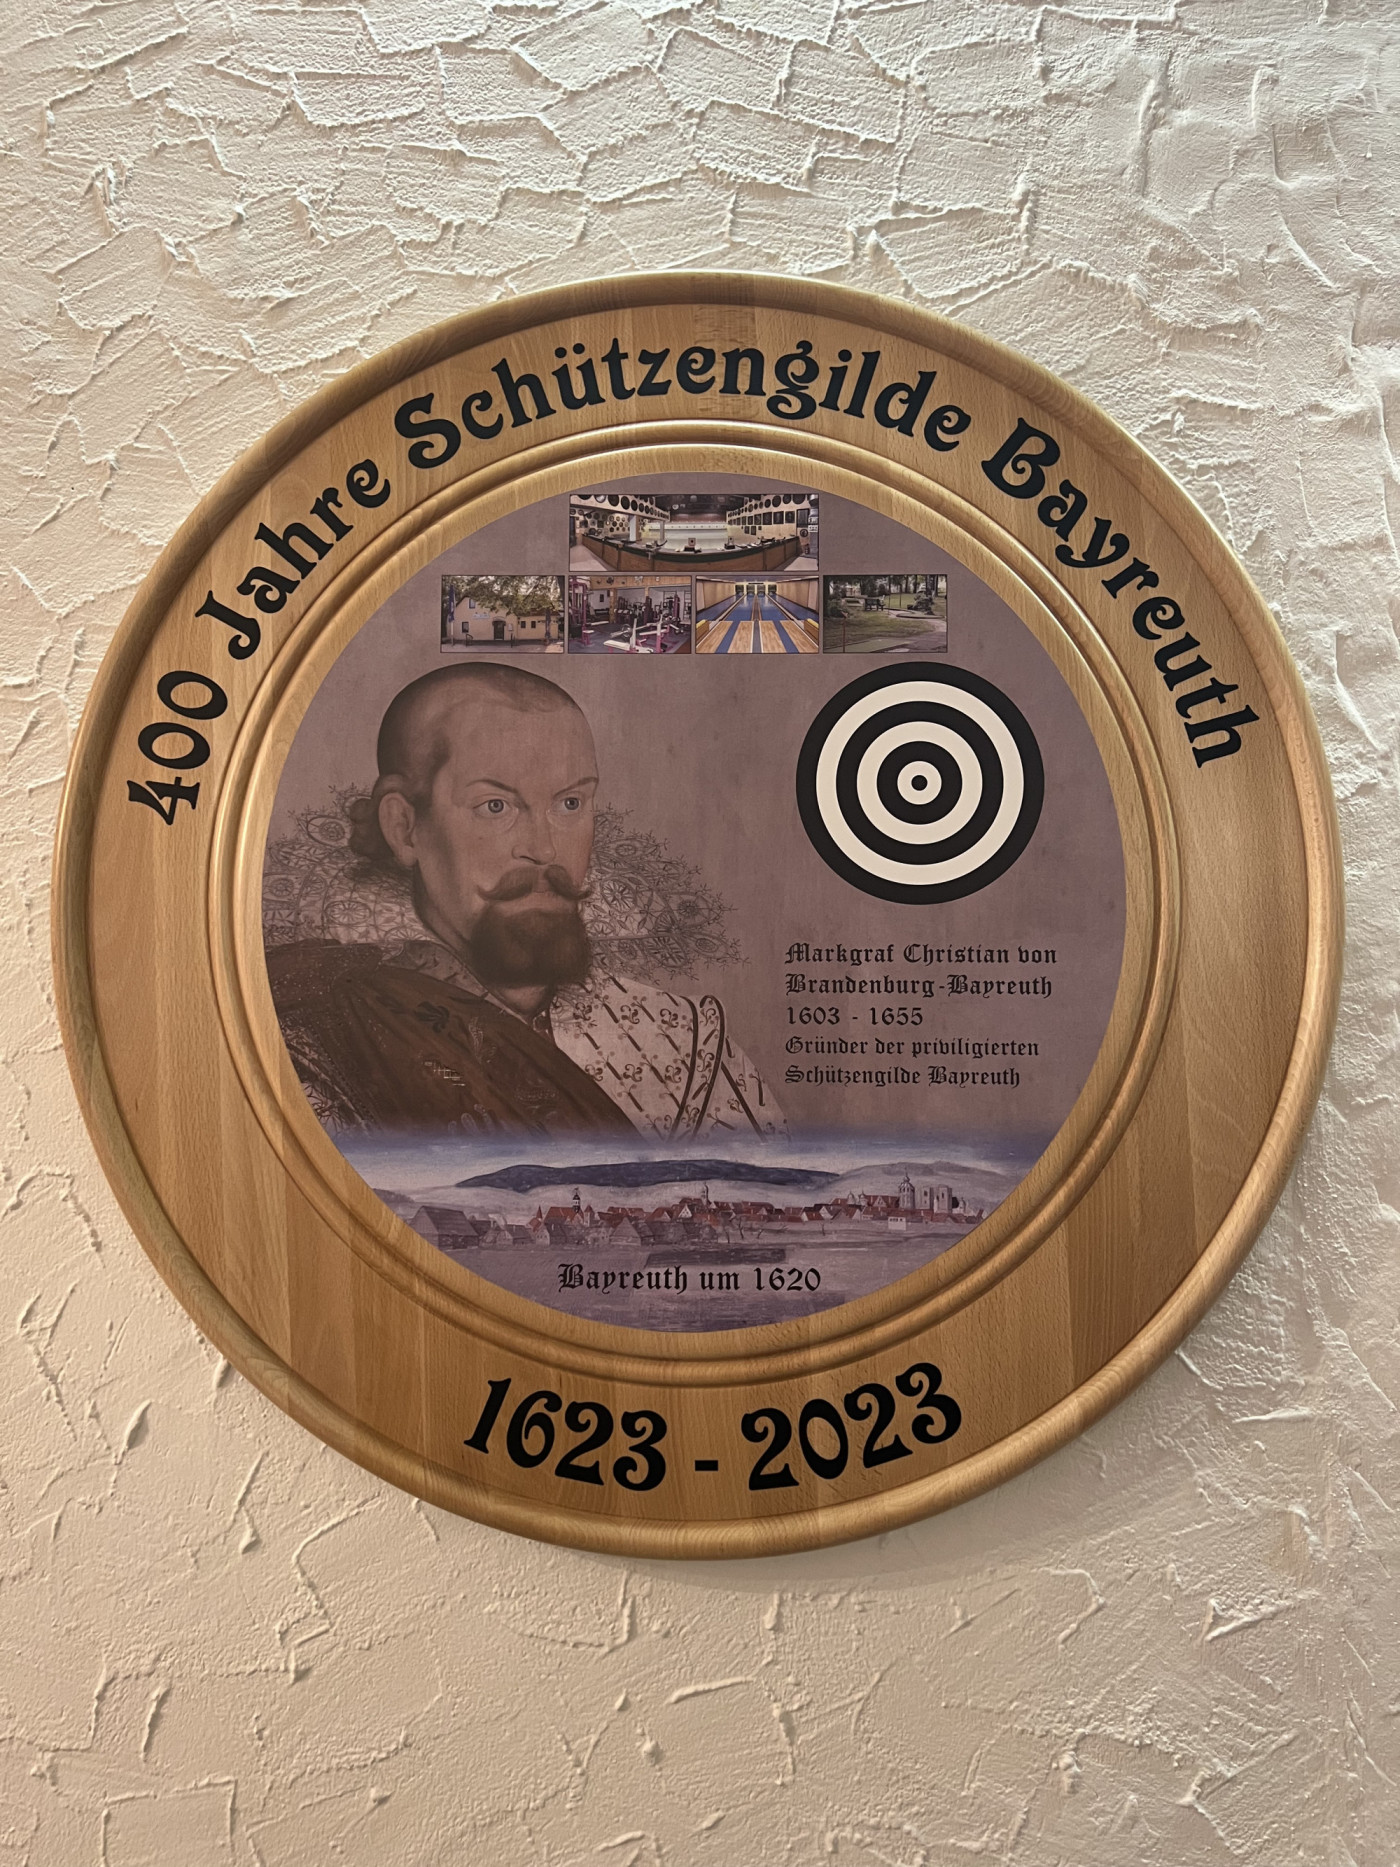 400 Jahre Schützengilde Bayreuth
Markgraf Christian von
Brandenburg-Bayreuth
1603 - 1655
Gründer der priviligierten
Schützengilde Bayreuth
Bayreuth um 1620
1623 - 2023